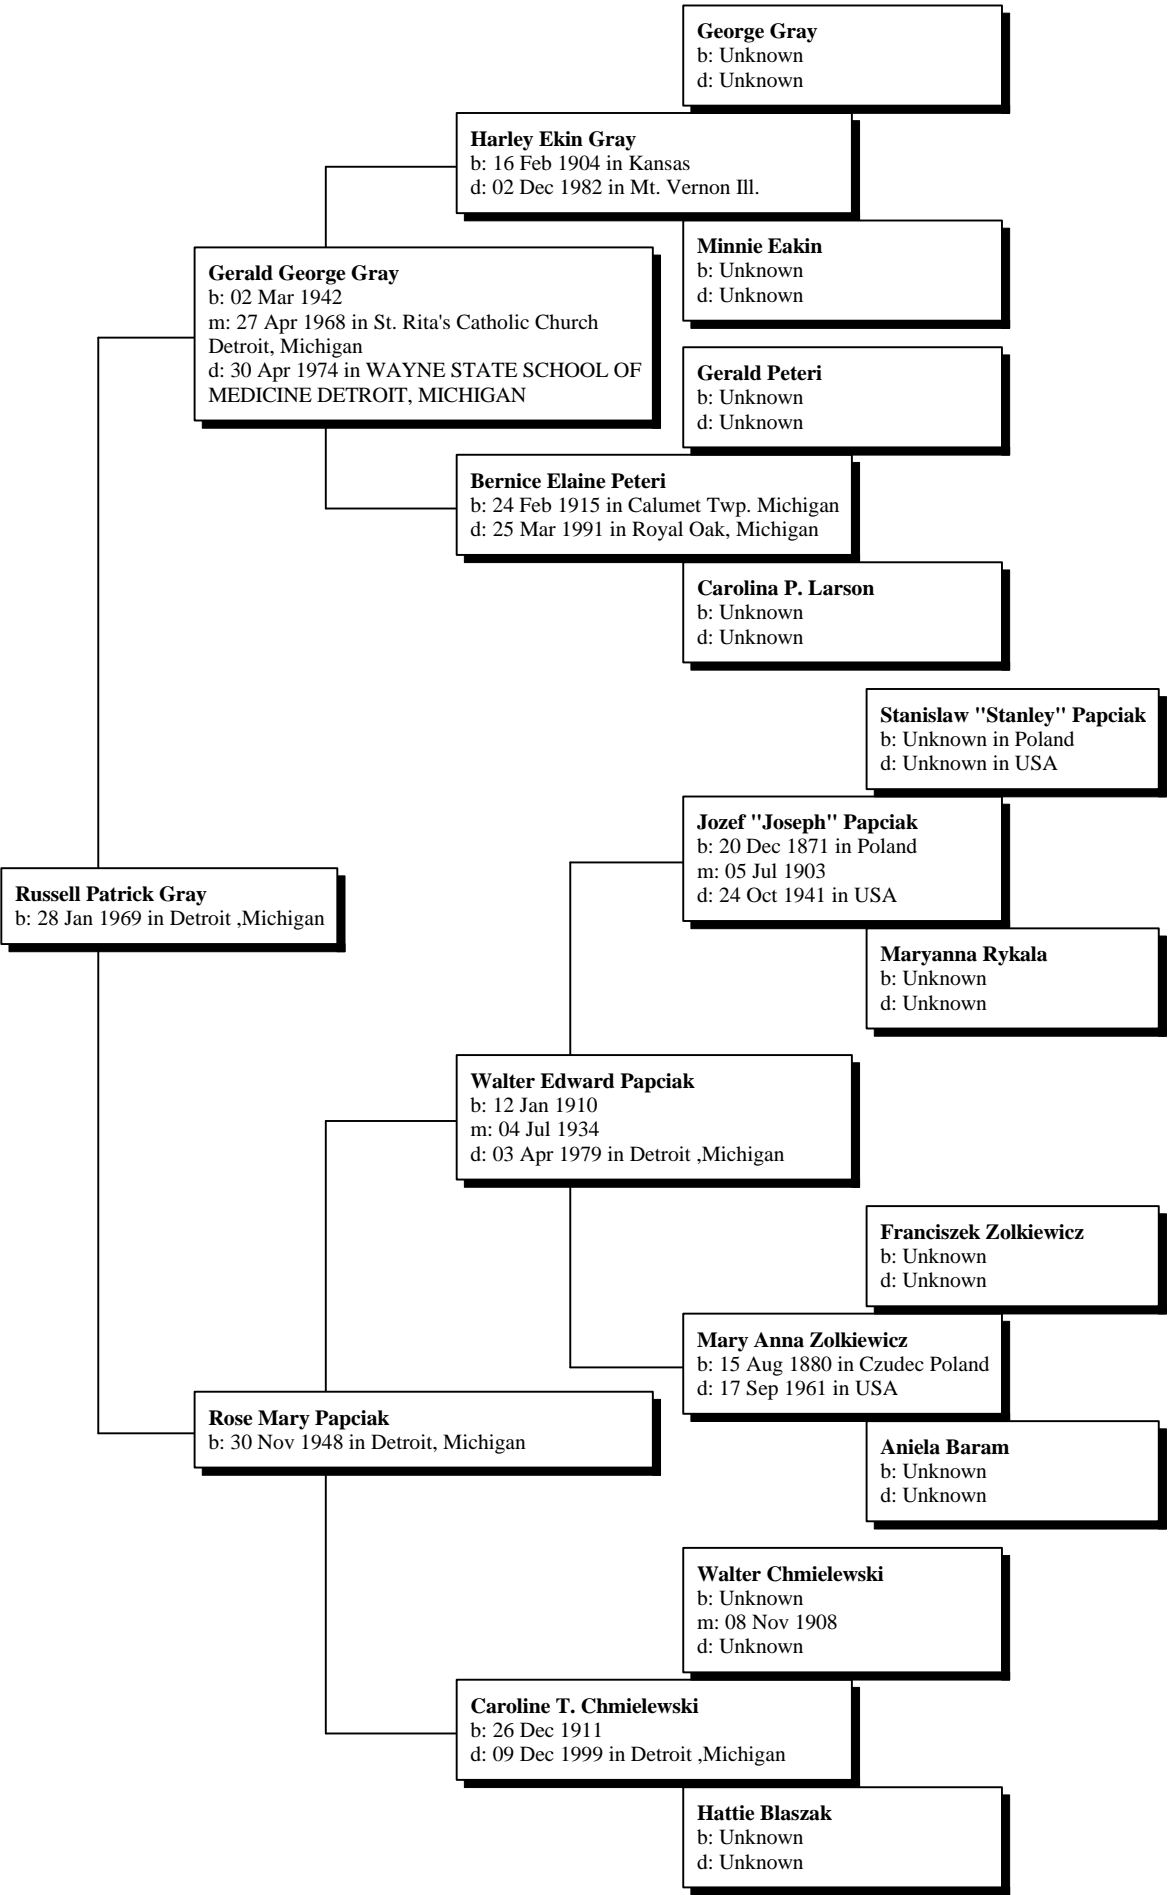 George Gray
b: Unknown
d: Unknown
Harley Ekin Gray
b: 16 Feb 1904 in Kansas
d: 02 Dec 1982 in Mt. Vernon Ill.
Minnie Eakin
b: Unknown
d: Unknown
Gerald George Gray
b: 02 Mar 1942
m: 27 Apr 1968 in St. Rita's Catholic Church
Detroit, Michigan
d: 30 Apr 1974 in WAYNE STATE SCHOOL OF
MEDICINE DETROIT, MICHIGAN
Gerald Peteri
b: Unknown
d: Unknown
Bernice Elaine Peteri
b: 24 Feb 1915 in Calumet Twp. Michigan
d: 25 Mar 1991 in Royal Oak, Michigan
Carolina P. Larson
b: Unknown
d: Unknown
Stanislaw "Stanley" Papciak
b: Unknown in Poland
d: Unknown in USA
Jozef "Joseph" Papciak
b: 20 Dec 1871 in Poland
m: 05 Jul 1903
d: 24 Oct 1941 in USA
Russell Patrick Gray
b: 28 Jan 1969 in Detroit ,Michigan
Maryanna Rykala
b: Unknown
d: Unknown
Walter Edward Papciak
b: 12 Jan 1910
m: 04 Jul 1934
d: 03 Apr 1979 in Detroit ,Michigan
Franciszek Zolkiewicz
b: Unknown
d: Unknown
Mary Anna Zolkiewicz
b: 15 Aug 1880 in Czudec Poland
d: 17 Sep 1961 in USA
Rose Mary Papciak
b: 30 Nov 1948 in Detroit, Michigan
Aniela Baram
b: Unknown
d: Unknown
Walter Chmielewski
b: Unknown
m: 08 Nov 1908
d: Unknown
Caroline T. Chmielewski
b: 26 Dec 1911
d: 09 Dec 1999 in Detroit ,Michigan
Hattie Blaszak
b: Unknown
d: Unknown